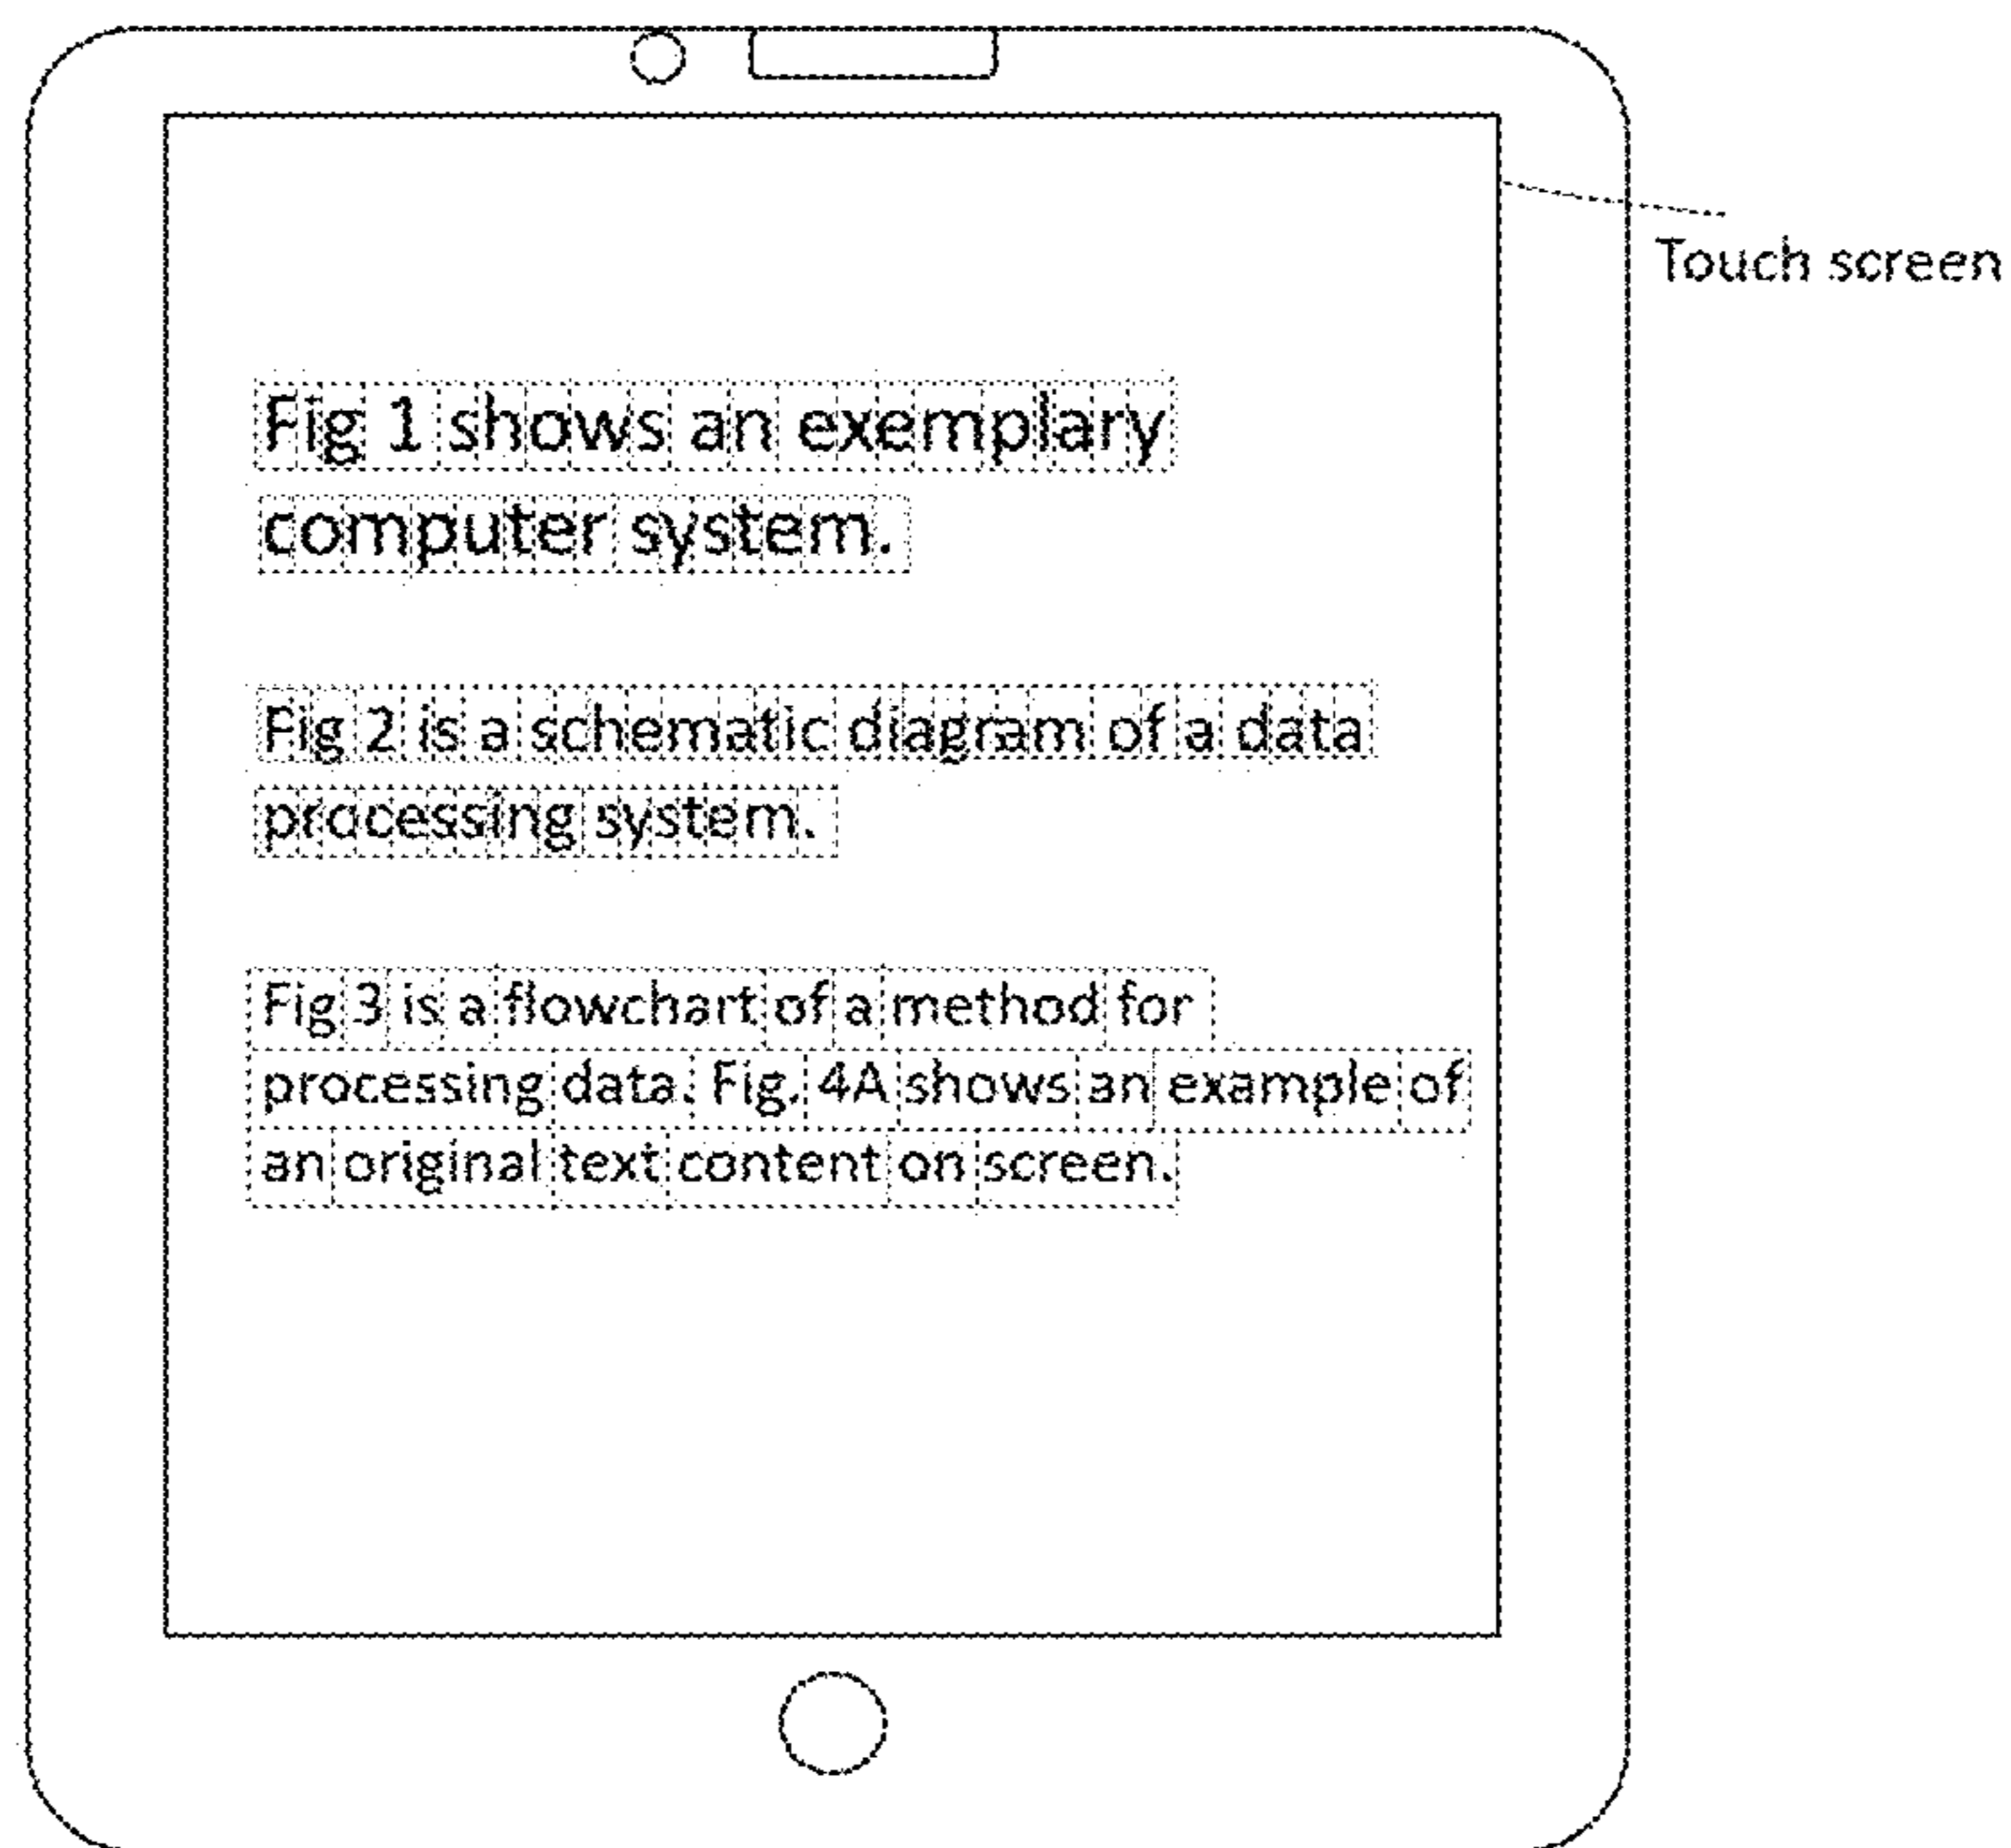 Touch screen
Fig 1 shows an exemplary
computer system.
Fig 2 is a schematic diagram of a data
processing system.
Fig 3 is a flowchart of a method for
processing data. Fig. 4A shows an example of
an original text content on screen.